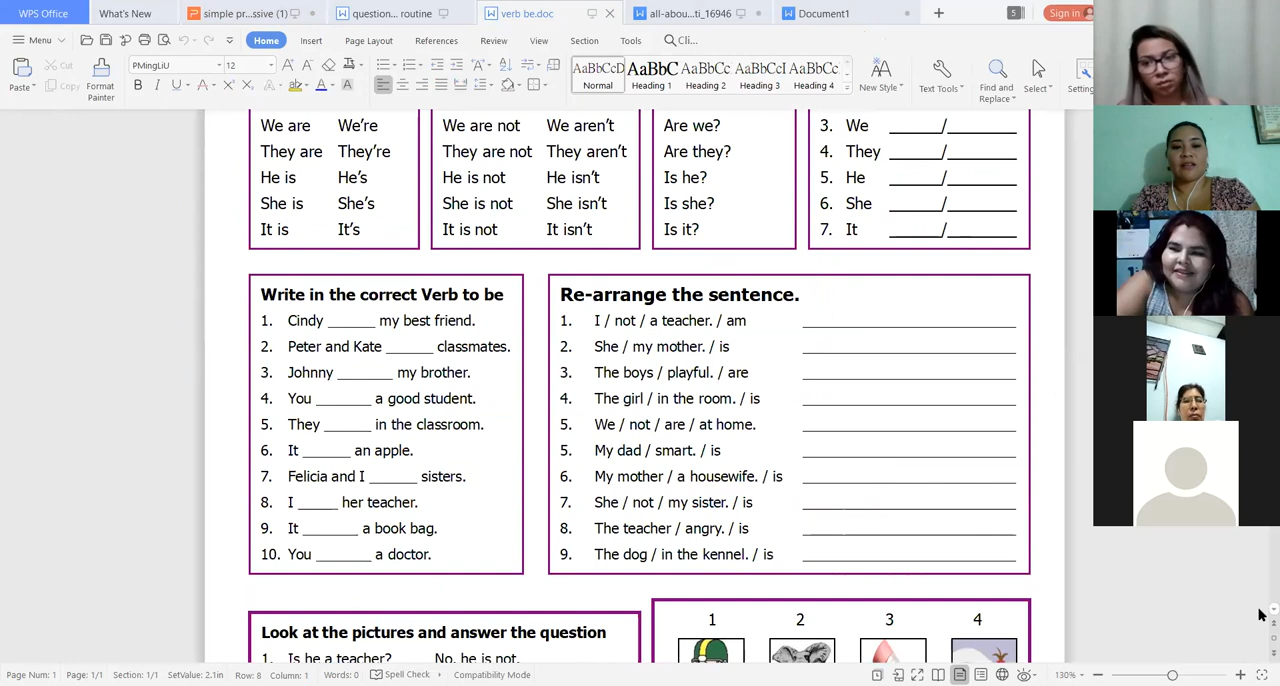 WPS Office
What's New
simple pr...ssive (1)
question... routine
verb be.doc
all-abou...ti_16946
Document1
5
Sign in
Menu
Home
Insert
Page Layout
References
Review
View
Section
Tools
Cli...
Paste
Cut
Copy
Format Painter
PMingLiU
12
B I U A X² X₂ A ab A A
AaBbCcD
Normal
AaBbC
Heading 1
AaBbCc
Heading 2
AaBbCcI
Heading 3
AaBbCc
Heading 4
New Style
Text Tools
Find and Replace
Select
Setting
We are We're
They are They're
He is He's
She is She's
It is It's
We are not We aren't
They are not They aren't
He is not He isn't
She is not She isn't
It is not It isn't
Are we?
Are they?
Is he?
Is she?
Is it?
3. We ______/________
4. They ______/________
5. He ______/________
6. She ______/________
7. It ______/________
Write in the correct Verb to be
1. Cindy ______ my best friend.
2. Peter and Kate ______ classmates.
3. Johnny _______ my brother.
4. You _______ a good student.
5. They ______ in the classroom.
6. It ______ an apple.
7. Felicia and I ______ sisters.
8. I _____ her teacher.
9. It _______ a book bag.
10. You _______ a doctor.
Re-arrange the sentence.
1. I / not / a teacher. / am
2. She / my mother. / is
3. The boys / playful. / are
4. The girl / in the room. / is
5. We / not / are / at home.
5. My dad / smart. / is
6. My mother / a housewife. / is
7. She / not / my sister. / is
8. The teacher / angry. / is
9. The dog / in the kennel. / is
Look at the pictures and answer the question
1. Is he a teacher? No, he is not.
1 2 3 4
Page Num: 1 Page: 1/1 Section: 1/1 SetValue: 2.1in Row: 8 Column: 1 Words: 0 Spell Check Compatibility Mode
130%